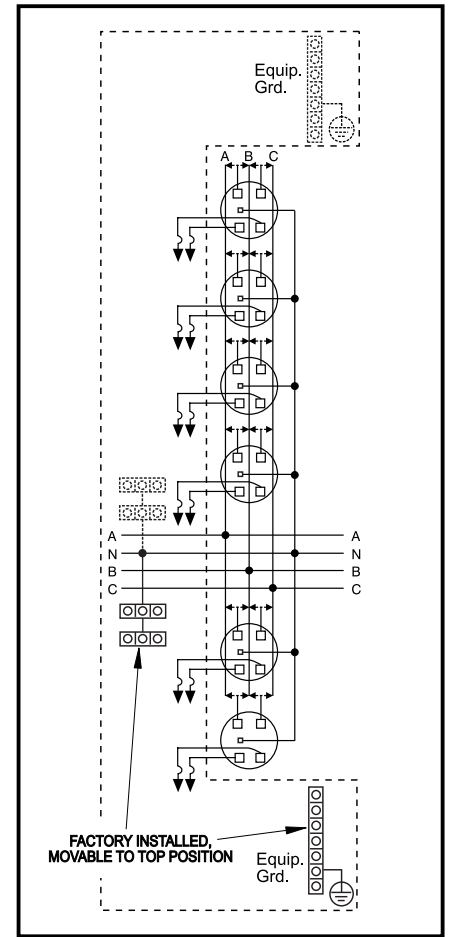 Equip.
Grd.
A B C
A A
N N
B B
C C
FACTORY INSTALLED,
MOVABLE TO TOP POSITION
Equip.
Grd.